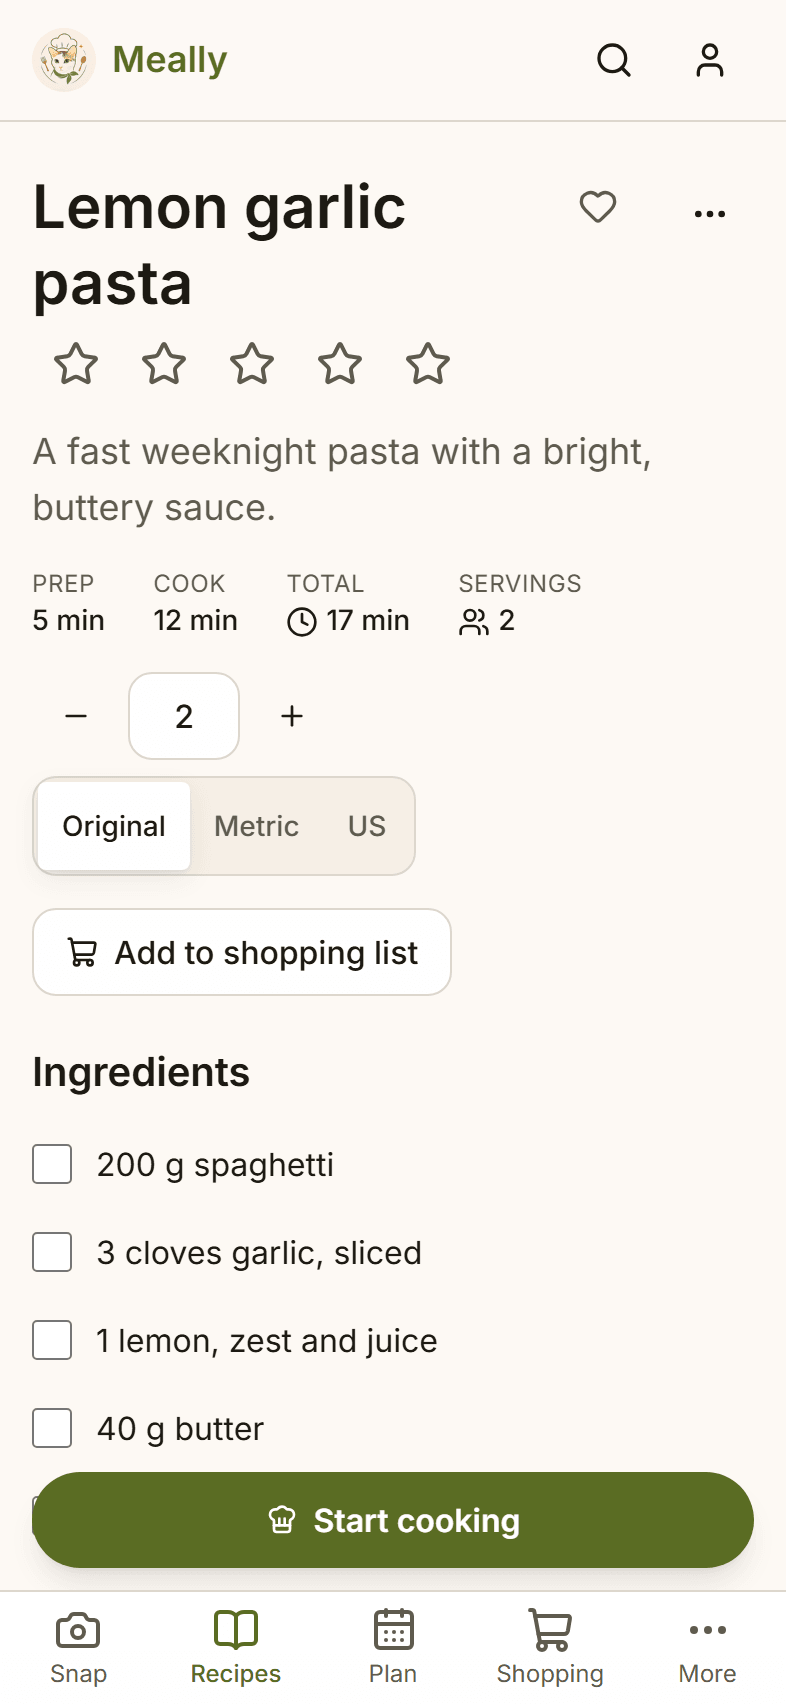 Meally
Lemon garlic
pasta
A fast weeknight pasta with a bright,
buttery sauce.
PREP COOK TOTAL SERVINGS
5 min 12 min 17 min 2
2
Original Metric US
Add to shopping list
Ingredients
200 g spaghetti
3 cloves garlic, sliced
1 lemon, zest and juice
40 g butter
Start cooking
Snap Recipes Plan Shopping More